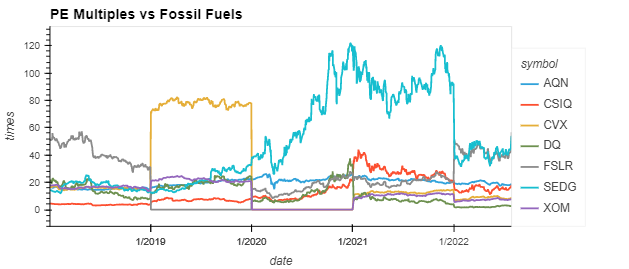 PE Multiples vs Fossil Fuels
120
100
80
60
40
20
0
times
1/2019
1/2020
1/2021
1/2022
date
symbol
AQN
CSIQ
CVX
DQ
FSLR
SEDG
XOM